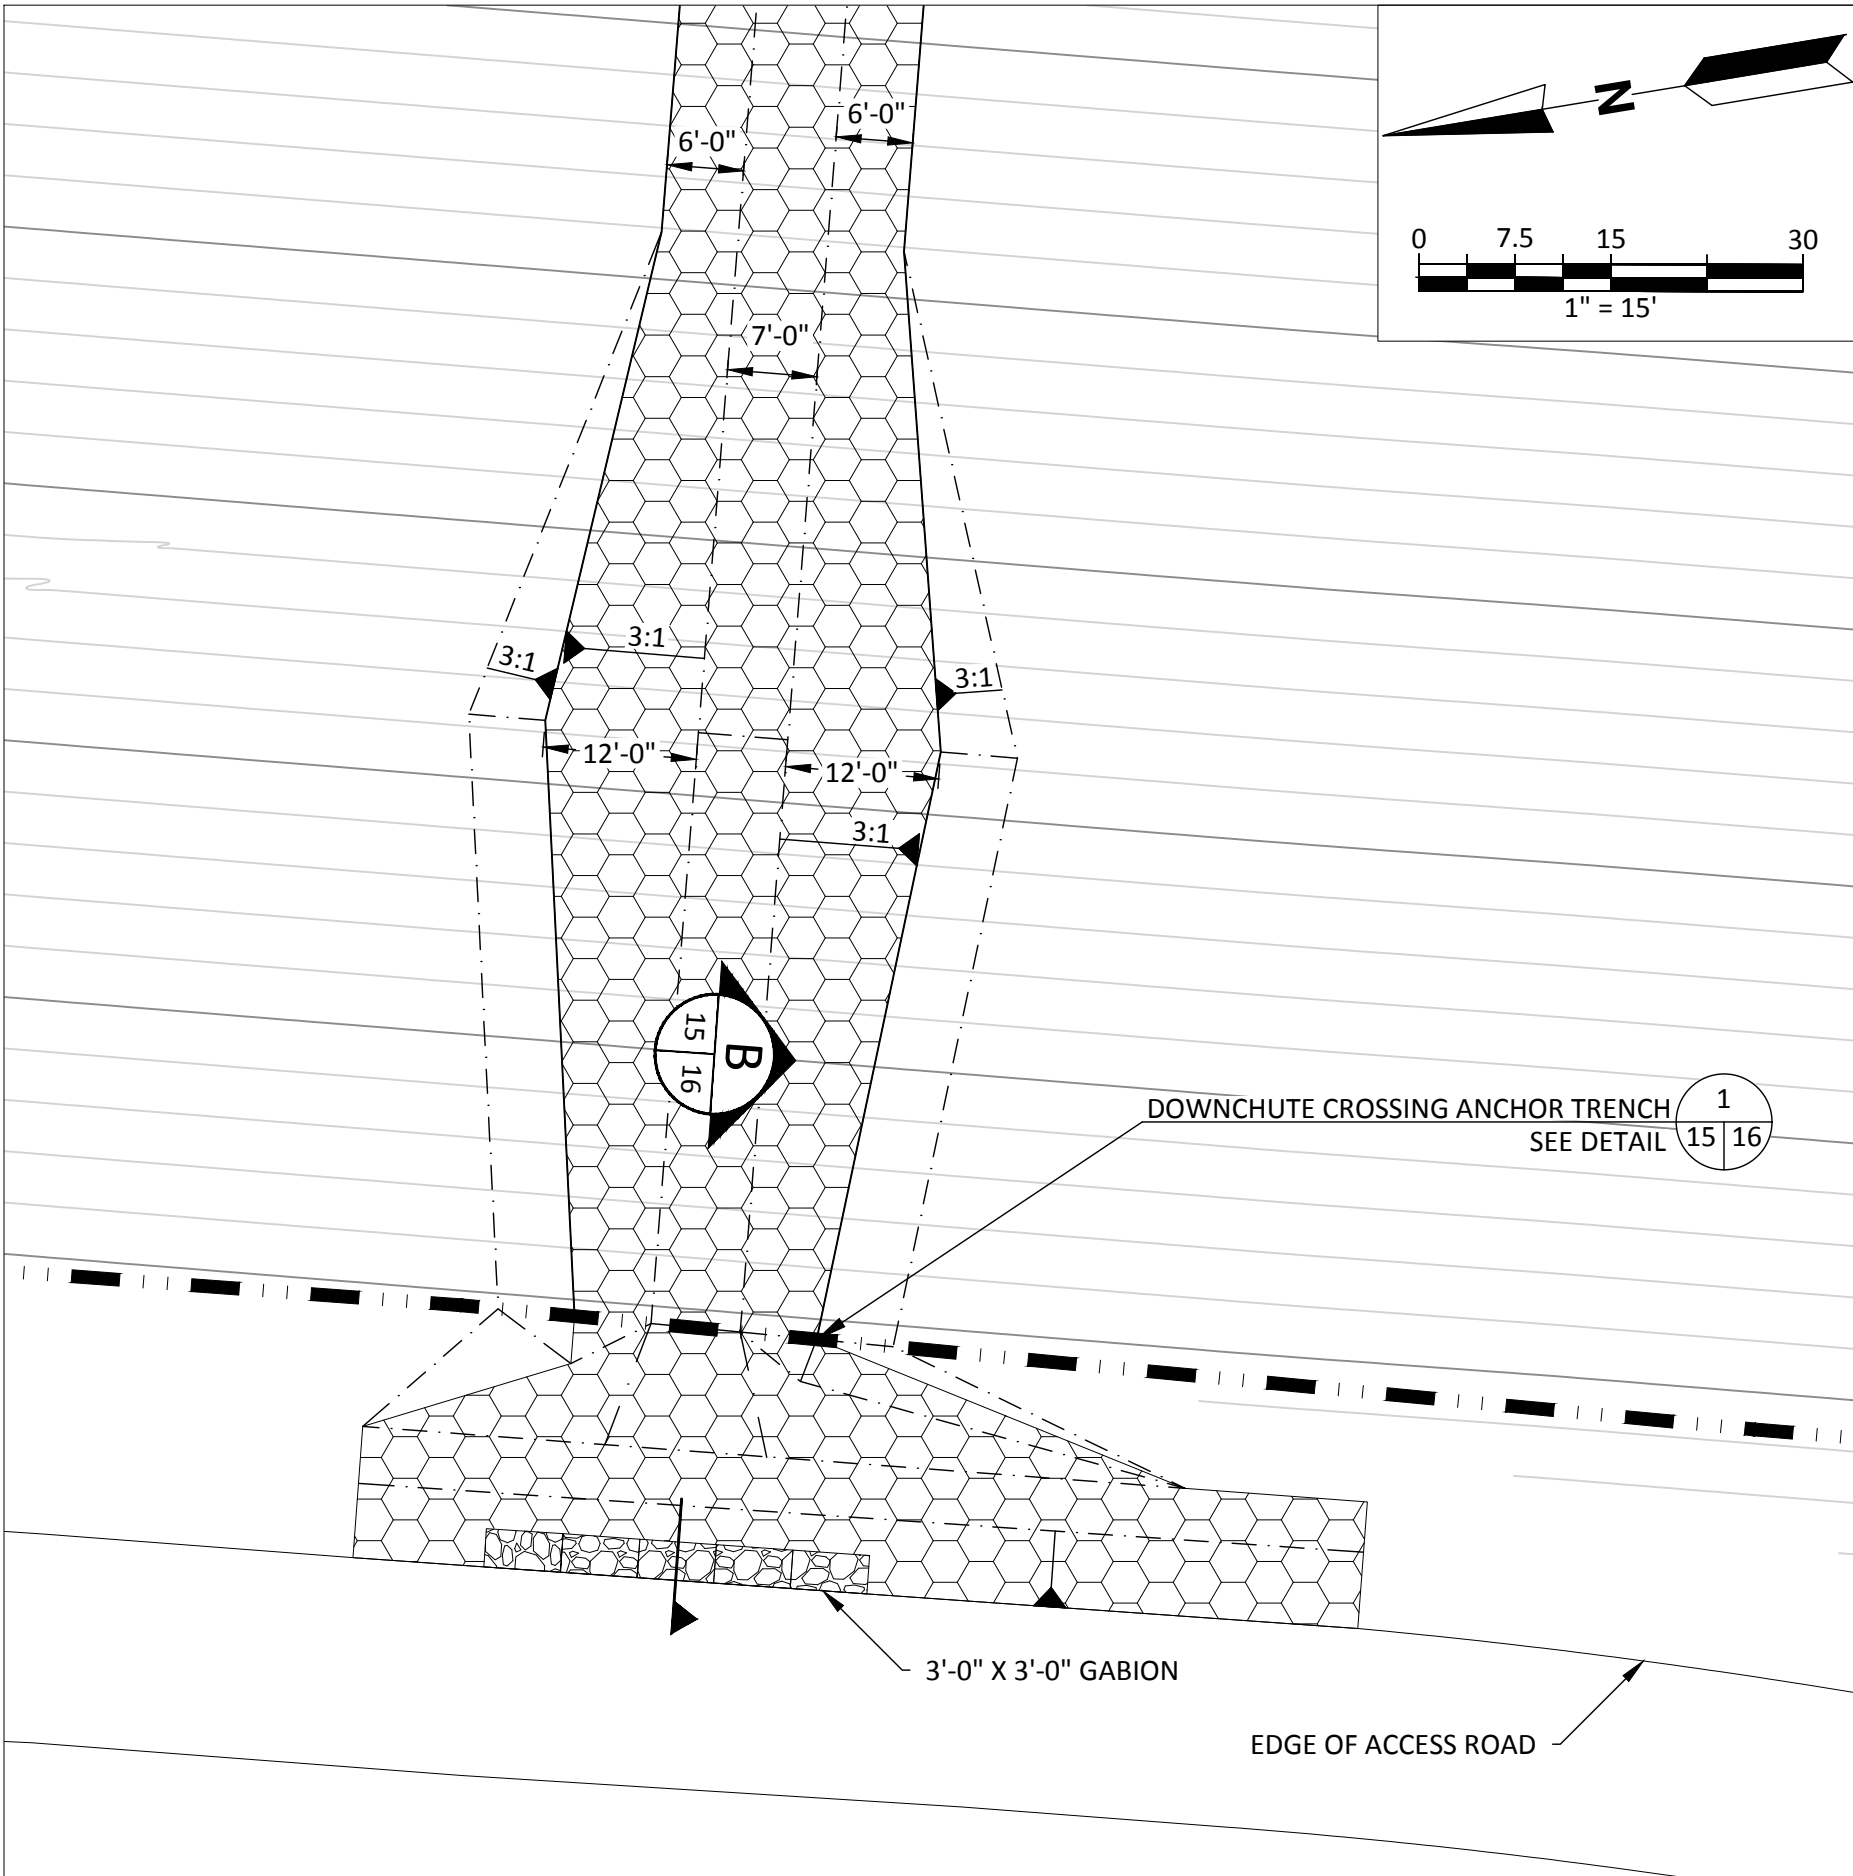 6'-0"
6'-0"
N
0 7.5 15 30
1" = 15'
7'-0"
3:1
3:1
3:1
12'-0"
12'-0"
3:1
B
15 16
DOWNCHUTE CROSSING ANCHOR TRENCH
SEE DETAIL
1
15 16
3'-0" X 3'-0" GABION
EDGE OF ACCESS ROAD